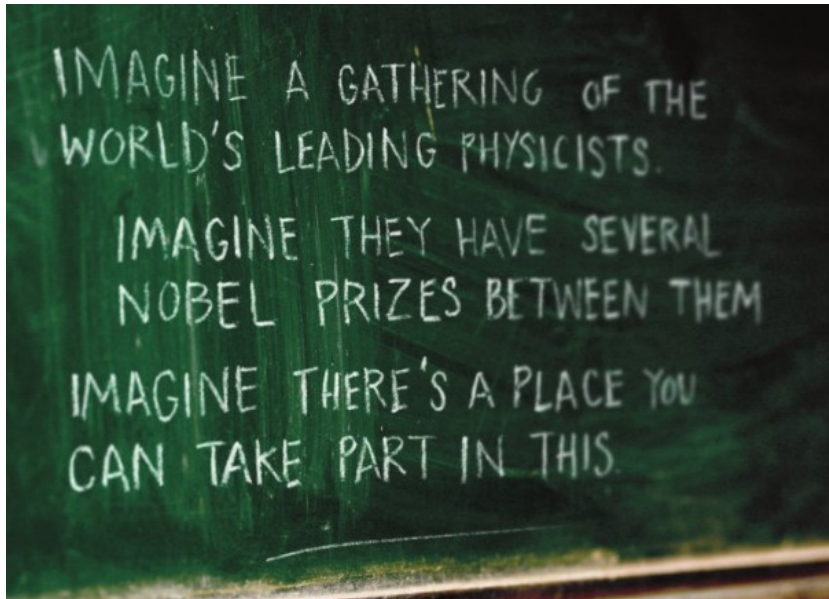 IMAGINE A GATHERING OF THE
WORLD'S LEADING PHYSICISTS.
IMAGINE THEY HAVE SEVERAL
NOBEL PRIZES BETWEEN THEM
IMAGINE THERE'S A PLACE YOU
CAN TAKE PART IN THIS.